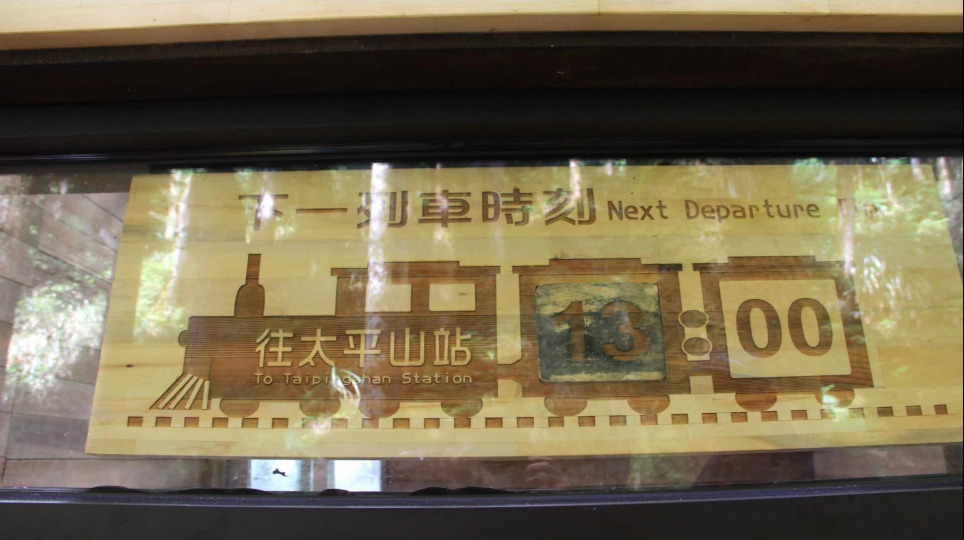 下一列車時刻 Next Departure
往太平山站 13:00
To Taipingshan Station